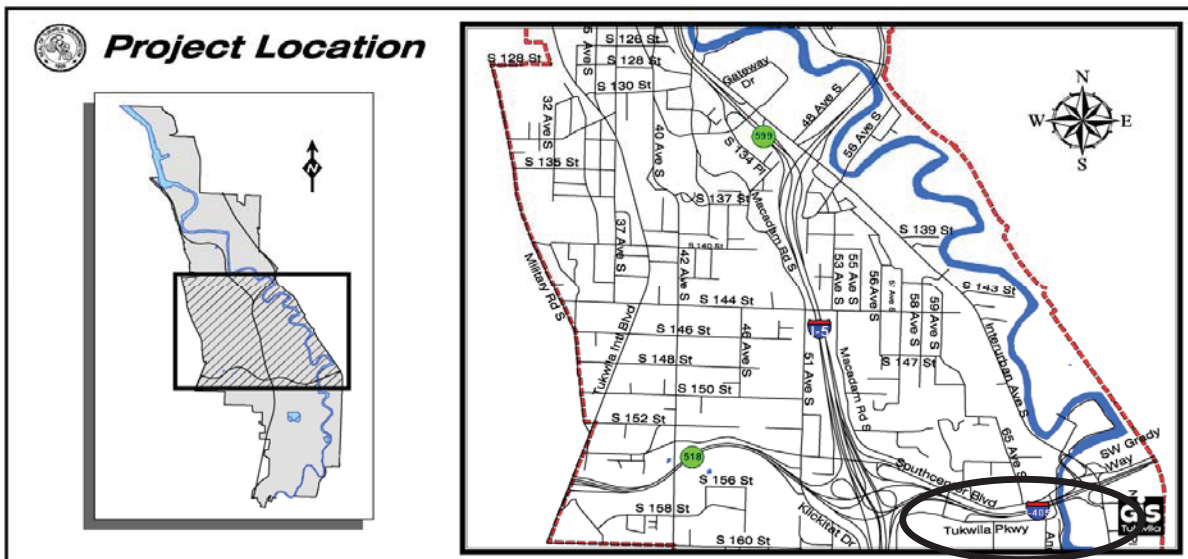 Project Location
N
S 126 St
S 128 St
S 128 St
S 130 St
Gateway Dr
32 Ave S
40 Ave S
48 Ave S
56 Ave S
599
S 134 Pl
S 135 St
S 137 St
Macadam Rd S
N
W
E
S
S 139 St
37 Ave S
S 140 St
42 Ave S
53 Ave S
55 Ave S
56 Ave S
58 Ave S
59 Ave S
S 143 St
Military Rd S
Tukwila Intl Blvd
S 144 St
I-5
S 146 St
46 Ave S
S 148 St
S 147 St
Interurban Ave S
51 Ave S
Macadam Rd S
S 150 St
S 152 St
65 Ave S
SW Grady Way
518
Southcenter Blvd
S 156 St
S 158 St
S 160 St
Klickitat Dr
Tukwila Pkwy
I-405
GIS
Tukwila